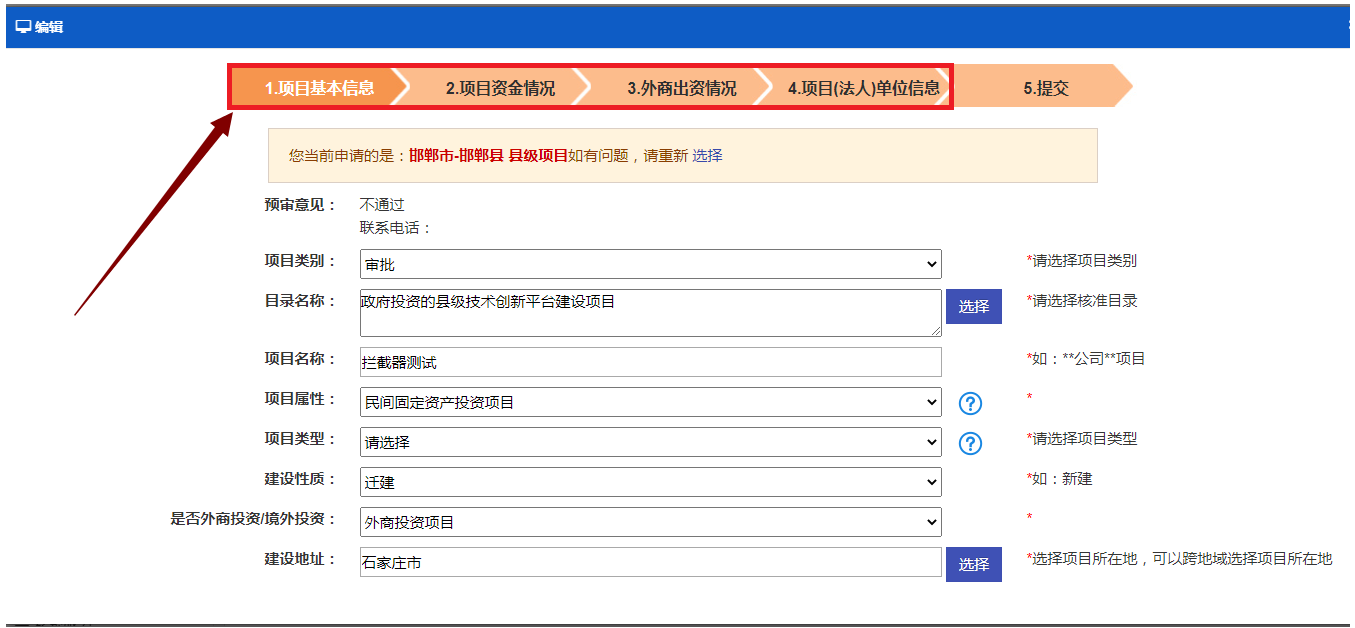 编辑
1.项目基本信息 2.项目资金情况 3.外商出资情况 4.项目(法人)单位信息 5.提交
您当前申请的是：邯郸市-邯郸县 县级项目如有问题，请重新 选择
预审意见： 不通过
联系电话：
项目类别： 审批 *请选择项目类别
目录名称： 政府投资的县级技术创新平台建设项目 选择 *请选择核准目录
项目名称： 拦截器测试 *如：**公司**项目
项目属性： 民间固定资产投资项目 ? *
项目类型： 请选择 ? *请选择项目类型
建设性质： 迁建 *如：新建
是否外商投资/境外投资： 外商投资项目 *
建设地址： 石家庄市 选择 *选择项目所在地，可以跨地域选择项目所在地